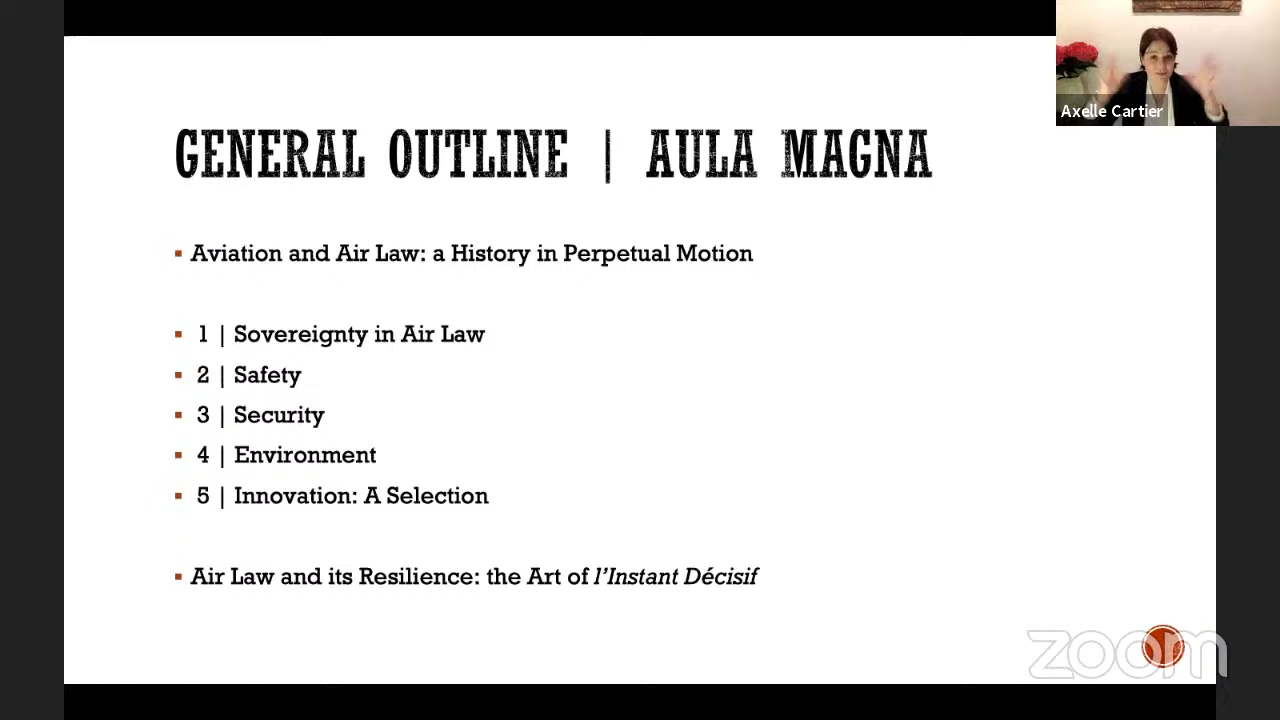 GENERAL OUTLINE | AULA MAGNA
Axelle Cartier
▪ Aviation and Air Law: a History in Perpetual Motion
▪ 1 | Sovereignty in Air Law
▪ 2 | Safety
▪ 3 | Security
▪ 4 | Environment
▪ 5 | Innovation: A Selection
▪ Air Law and its Resilience: the Art of l’Instant Décisif
zoom